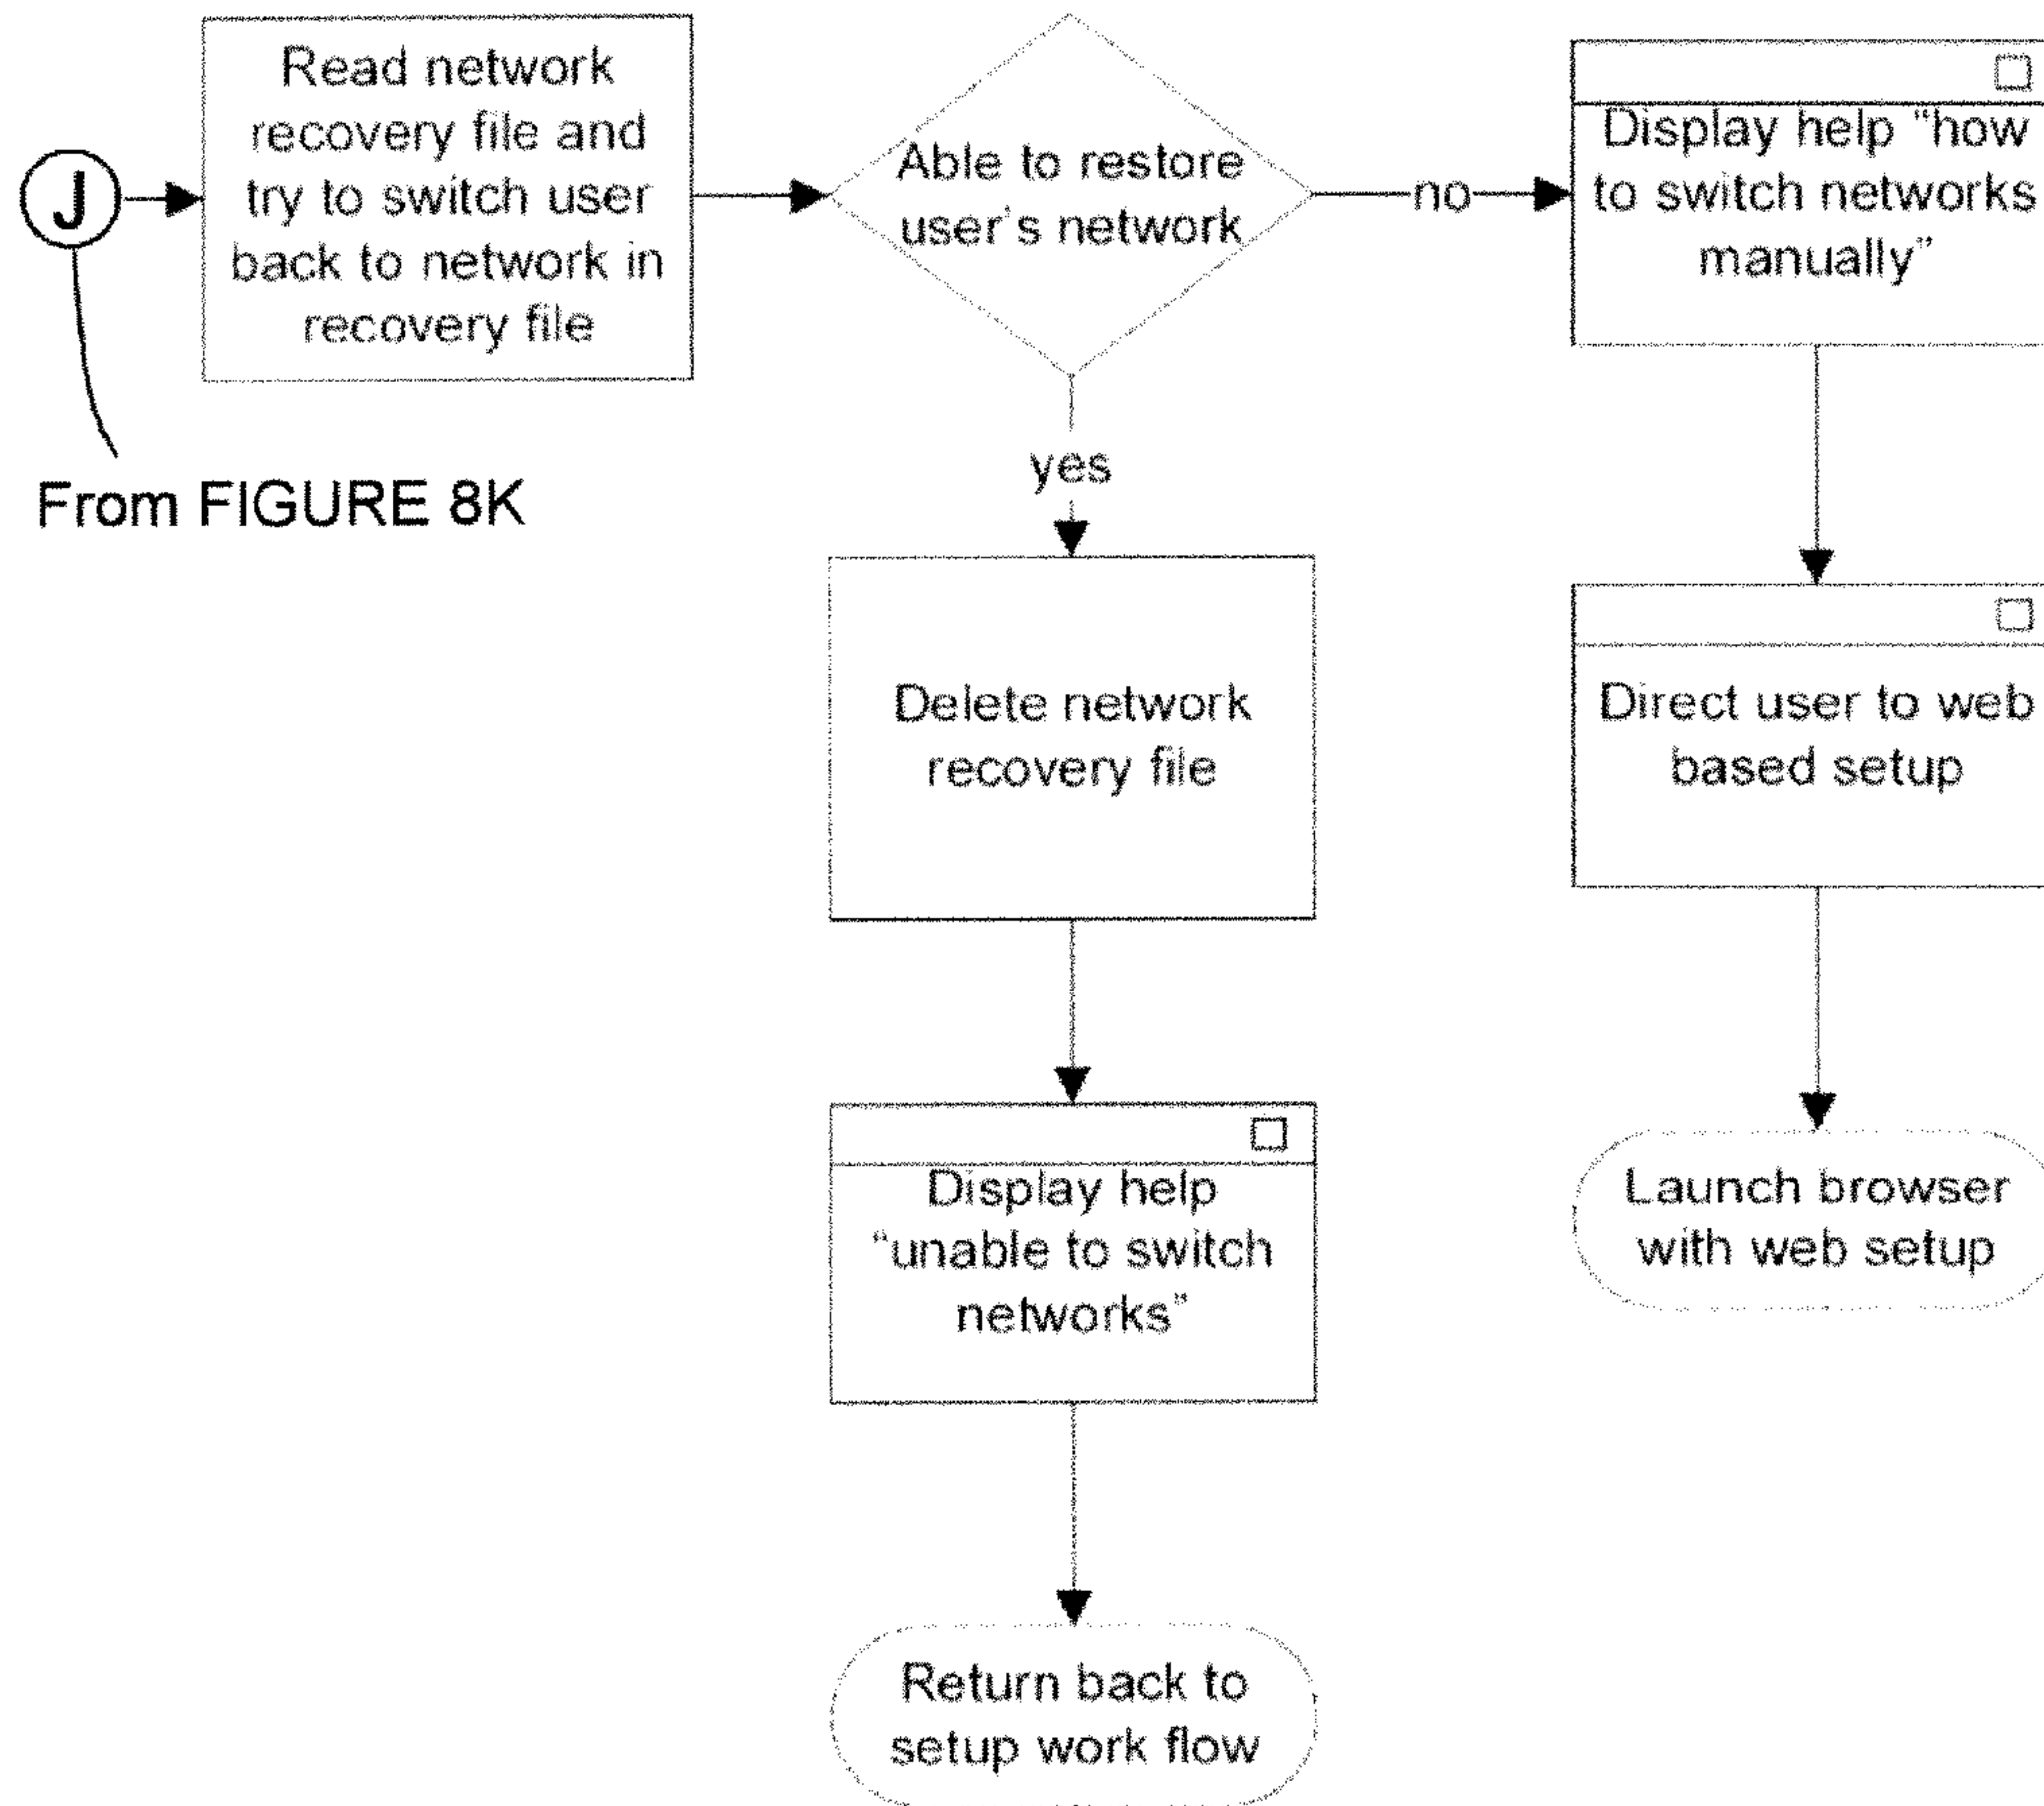 Read network
recovery file and
try to switch user
back to network in
recovery file
J
From FIGURE 8K
Able to restore
user's network
no
Display help “how
to switch networks
manually”
yes
Delete network
recovery file
Direct user to web
based setup
Display help
“unable to switch
networks”
Launch browser
with web setup
Return back to
setup work flow